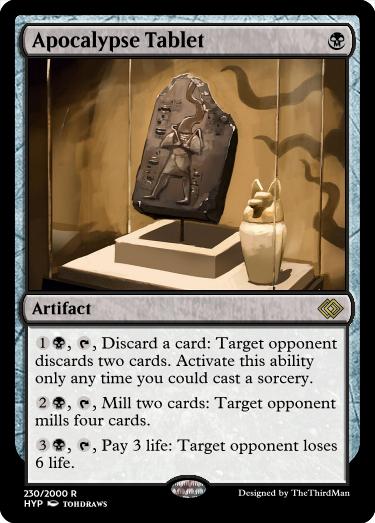 Apocalypse Tablet
Artifact
1, , Discard a card: Target opponent
discards two cards. Activate this ability
only any time you could cast a sorcery.
2, , Mill two cards: Target opponent
mills four cards.
3, , Pay 3 life: Target opponent loses
6 life.
230/2000 R
HYP TOHDRAWS
Designed by TheThirdMan